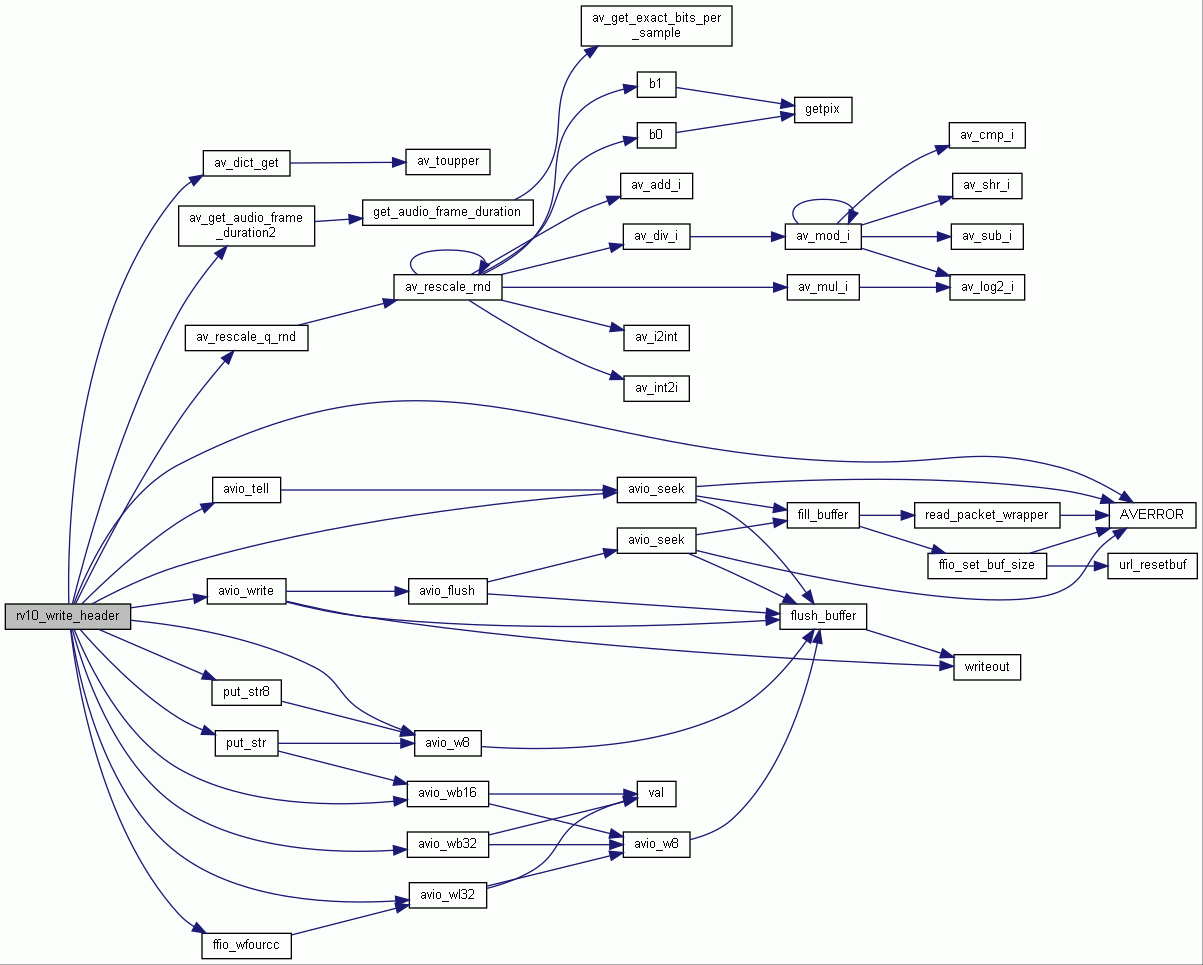 av_get_exact_bits_per
_sample
b1
getpix
b0
av_cmp_i
av_dict_get
av_toupper
av_add_i
av_shr_i
av_get_audio_frame
_duration2
get_audio_frame_duration
av_div_i
av_mod_i
av_sub_i
av_rescale_rnd
av_mul_i
av_log2_i
av_rescale_q_rnd
av_i2int
av_int2i
avio_tell
avio_seek
fill_buffer
read_packet_wrapper
AVERROR
avio_seek
ffio_set_buf_size
url_resetbuf
avio_write
avio_flush
rv10_write_header
flush_buffer
writeout
put_str8
put_str
avio_w8
avio_wb16
val
avio_wb32
avio_w8
avio_wl32
ffio_wfourcc